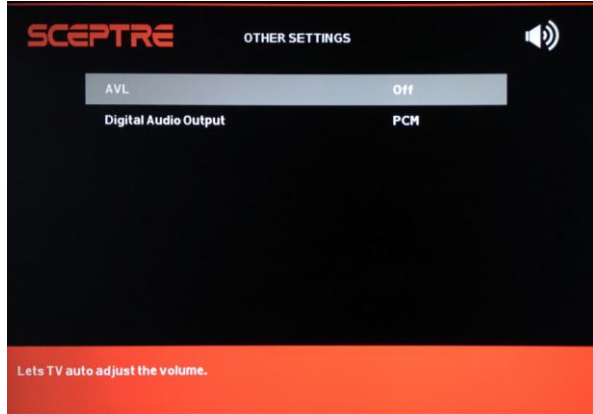 SCEPTRE
OTHER SETTINGS
AVL Off
Digital Audio Output PCM
Lets TV auto adjust the volume.